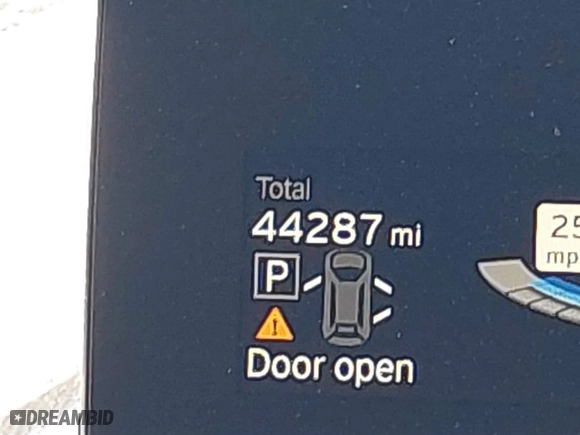 Total
44287 mi
P
Door open
DREAMBID